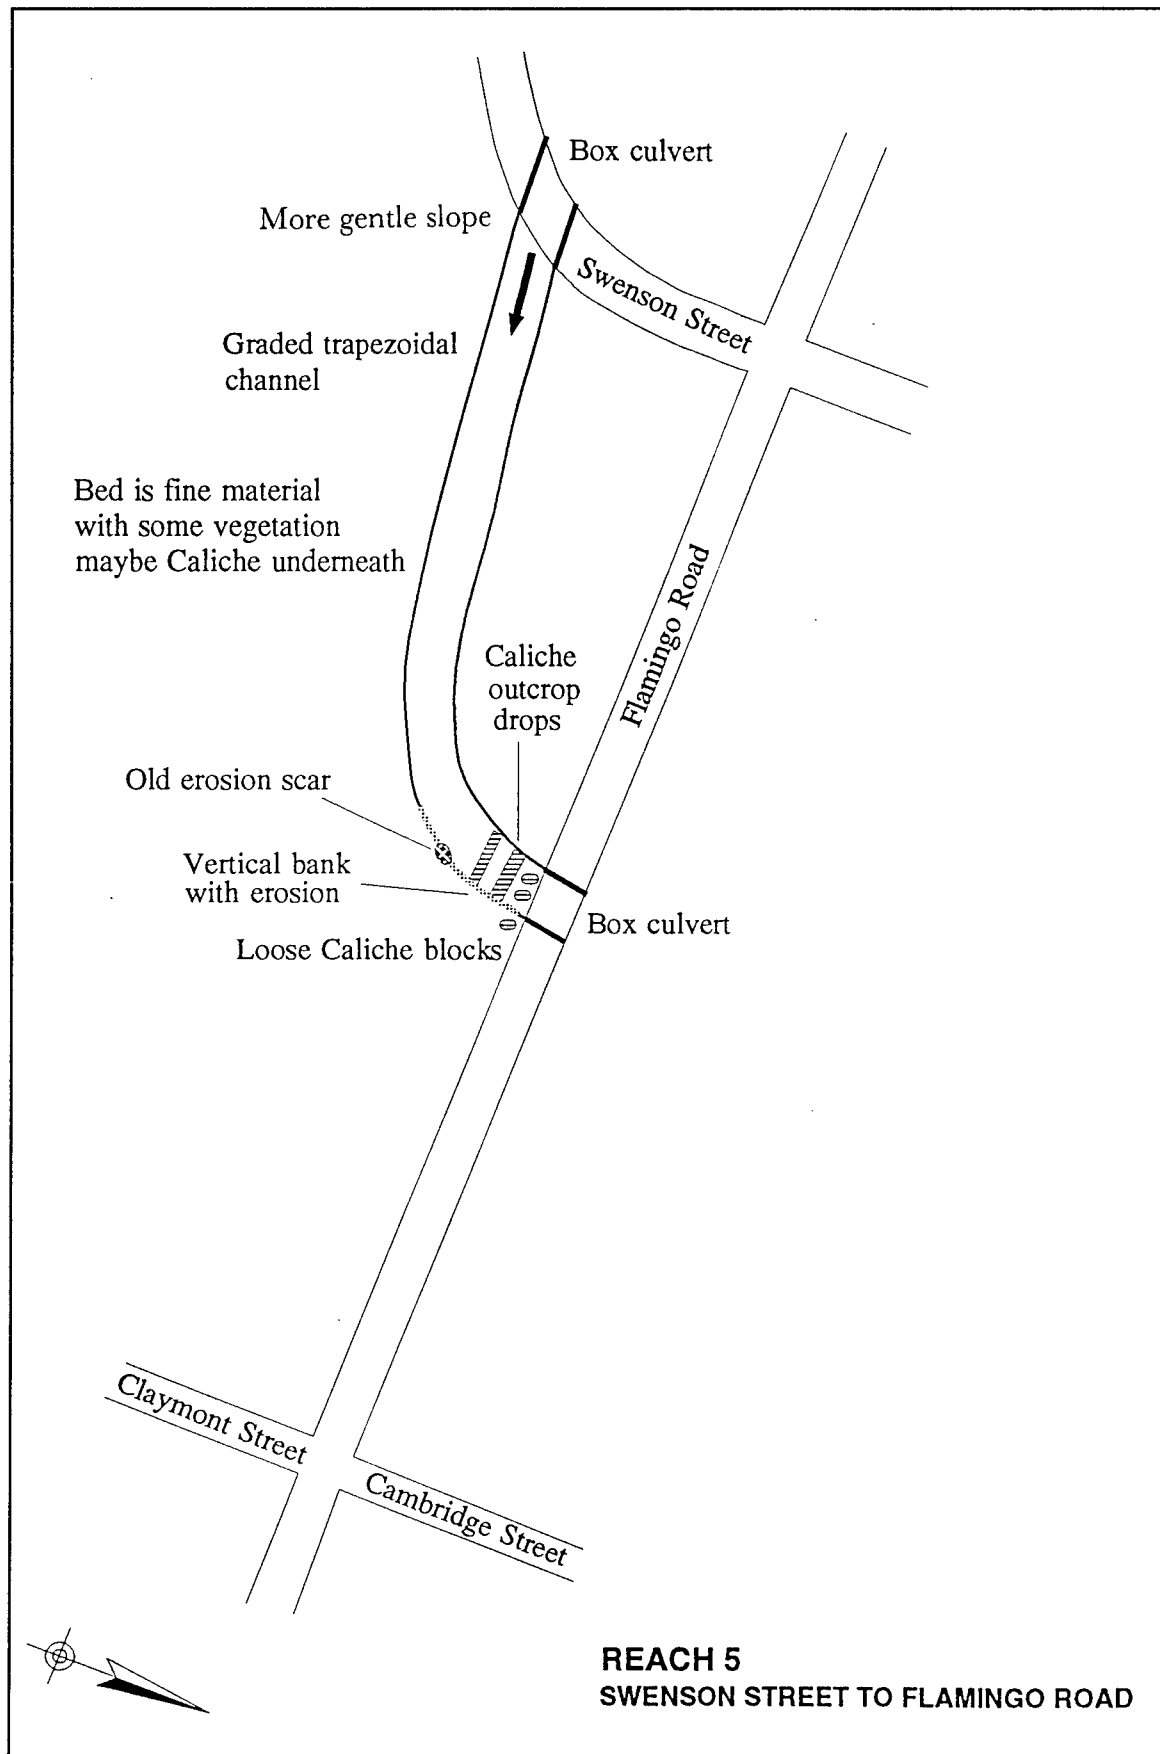 Box culvert
More gentle slope
Swenson Street
Graded trapezoidal
channel
Bed is fine material
with some vegetation
maybe Caliche underneath
Flamingo Road
Caliche
outcrop
drops
Old erosion scar
Vertical bank
with erosion
Box culvert
Loose Caliche blocks
Claymont Street
Cambridge Street
REACH 5
SWENSON STREET TO FLAMINGO ROAD